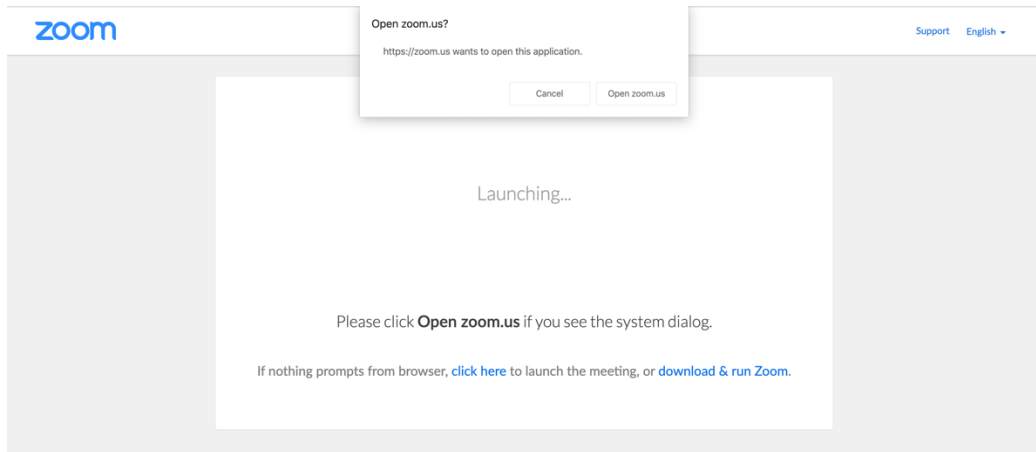 zoom
Support English
Open zoom.us?
https://zoom.us wants to open this application.
Cancel Open zoom.us
Launching...
Please click Open zoom.us if you see the system dialog.
If nothing prompts from browser, click here to launch the meeting, or download & run Zoom.